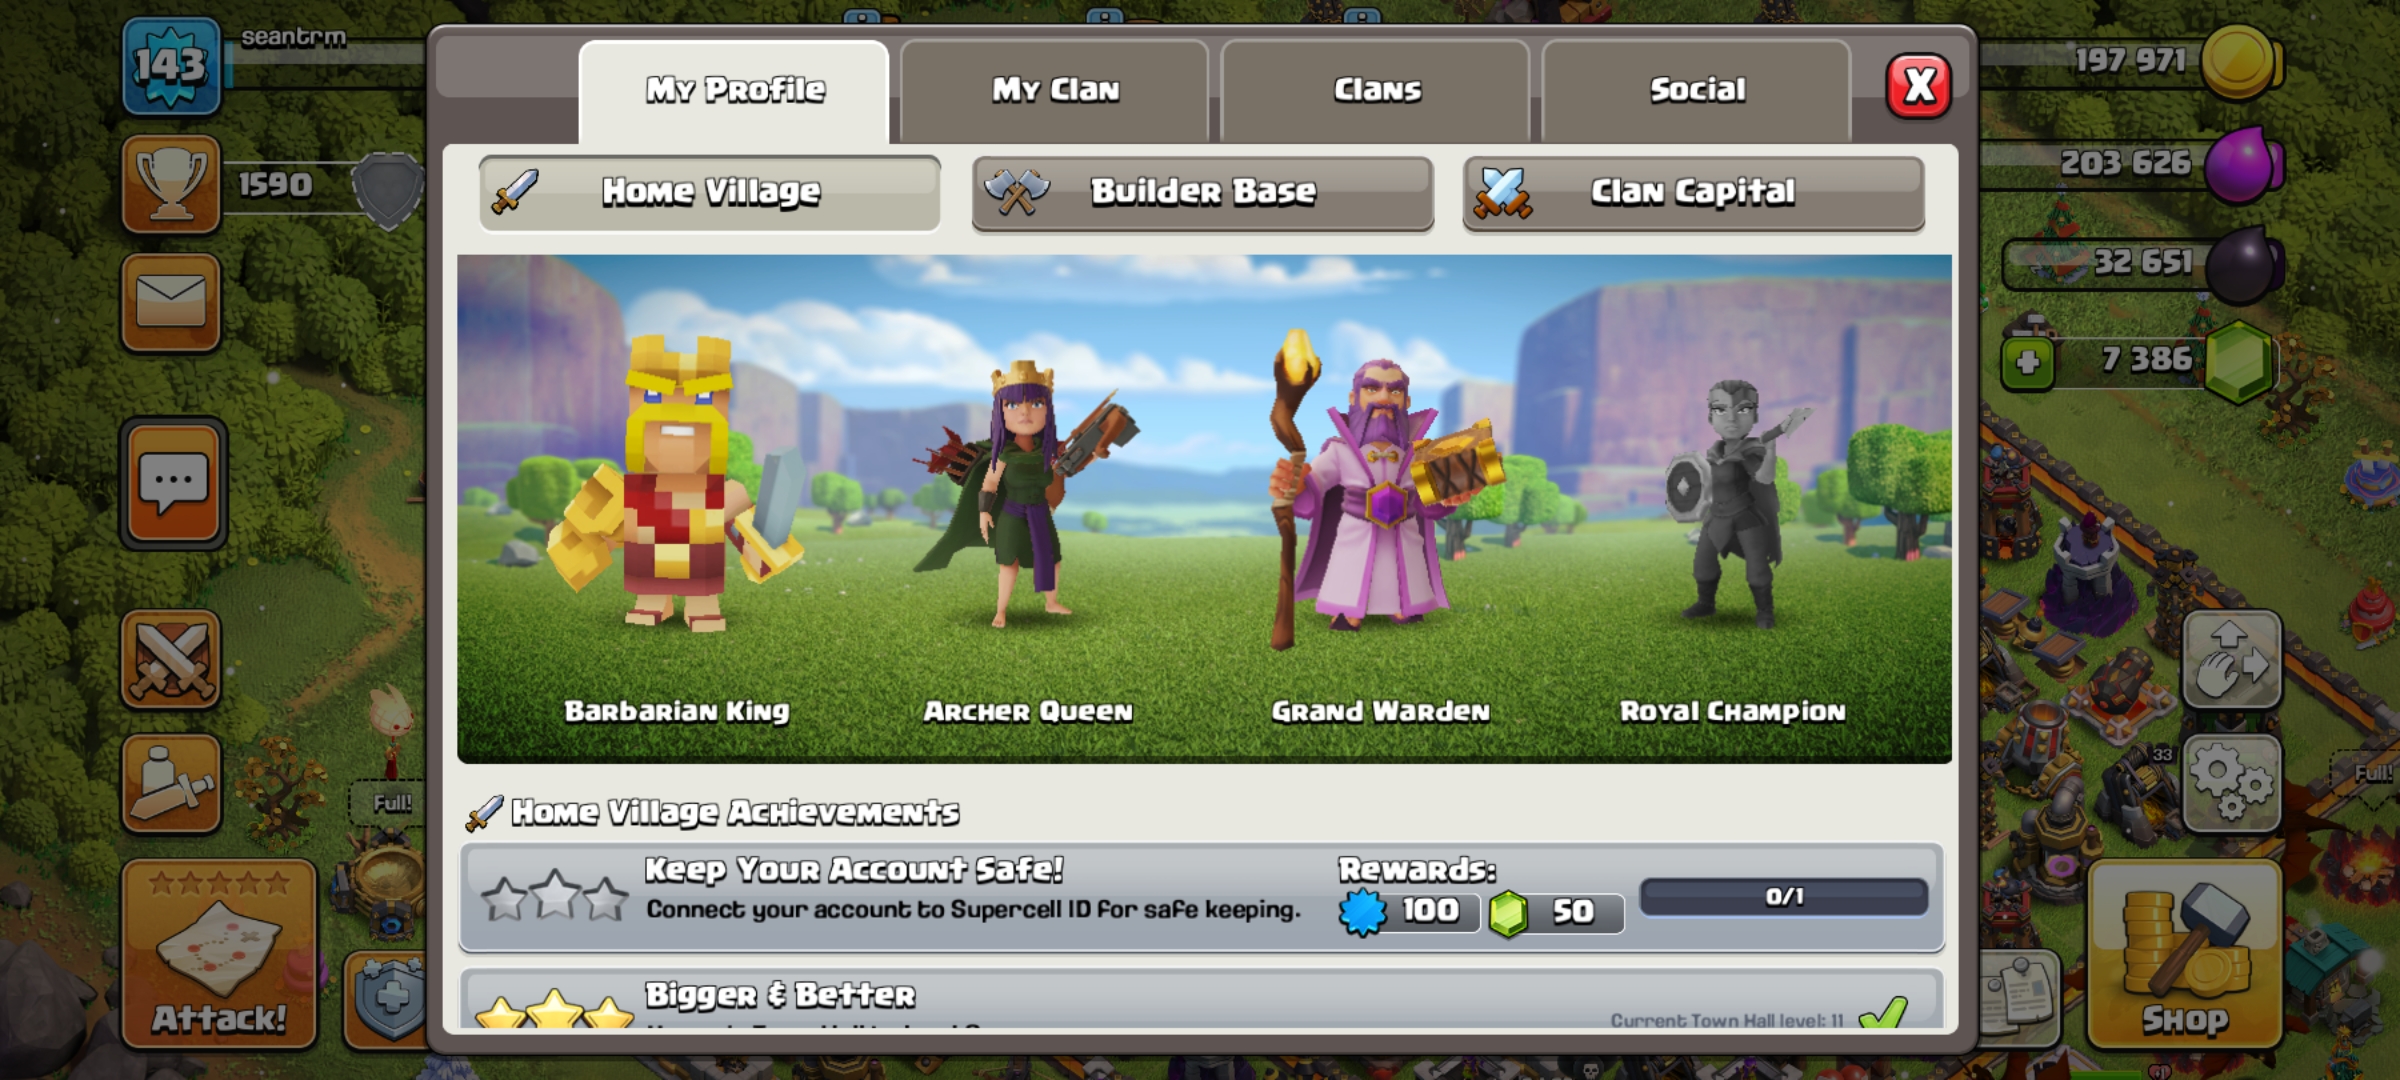 143
seantrm
1590
My Profile
My Clan
Clans
Social
X
197 971
203 626
32 651
7 386
Home Village
Builder Base
Clan Capital
Barbarian King
Archer Queen
Grand Warden
Royal Champion
Home Village Achievements
Keep Your Account Safe!
Connect your account to Supercell ID for safe keeping.
Rewards:
100
50
0/1
Bigger & Better
Current Town Hall level: 11
Full!
33
Full!
Attack!
Shop